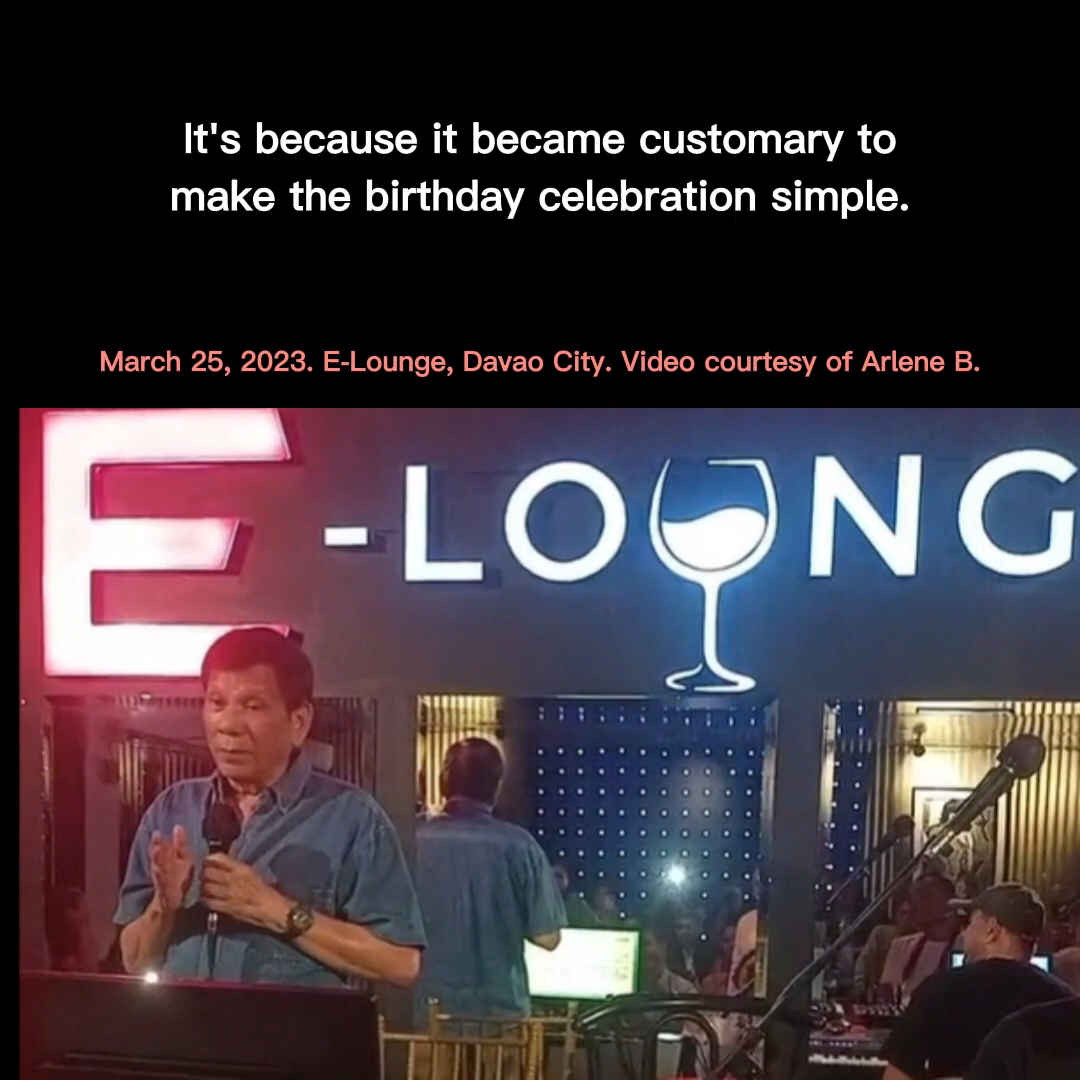 It's because it became customary to
make the birthday celebration simple.
March 25, 2023. E-Lounge, Davao City. Video courtesy of Arlene B.
E-LOUNG